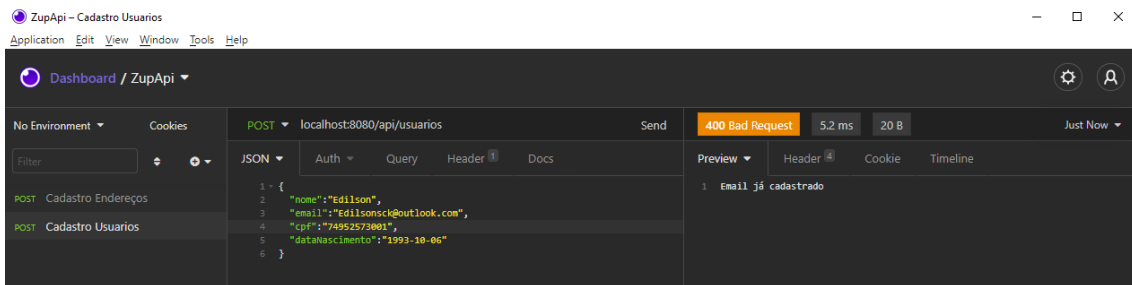 ZupApi – Cadastro Usuarios
Application Edit View Window Tools Help
Dashboard / ZupApi
No Environment Cookies
POST localhost:8080/api/usuarios Send
400 Bad Request 5.2 ms 20 B Just Now
Filter
JSON Auth Query Header 1 Docs
Preview Header 4 Cookie Timeline
POST Cadastro Endereços
POST Cadastro Usuarios
1 {
2 "nome":"Edilson",
3 "email":"Edilsonsck@outlook.com",
4 "cpf":"74952573001",
5 "dataNascimento":"1993-10-06"
6 }
1 Email já cadastrado